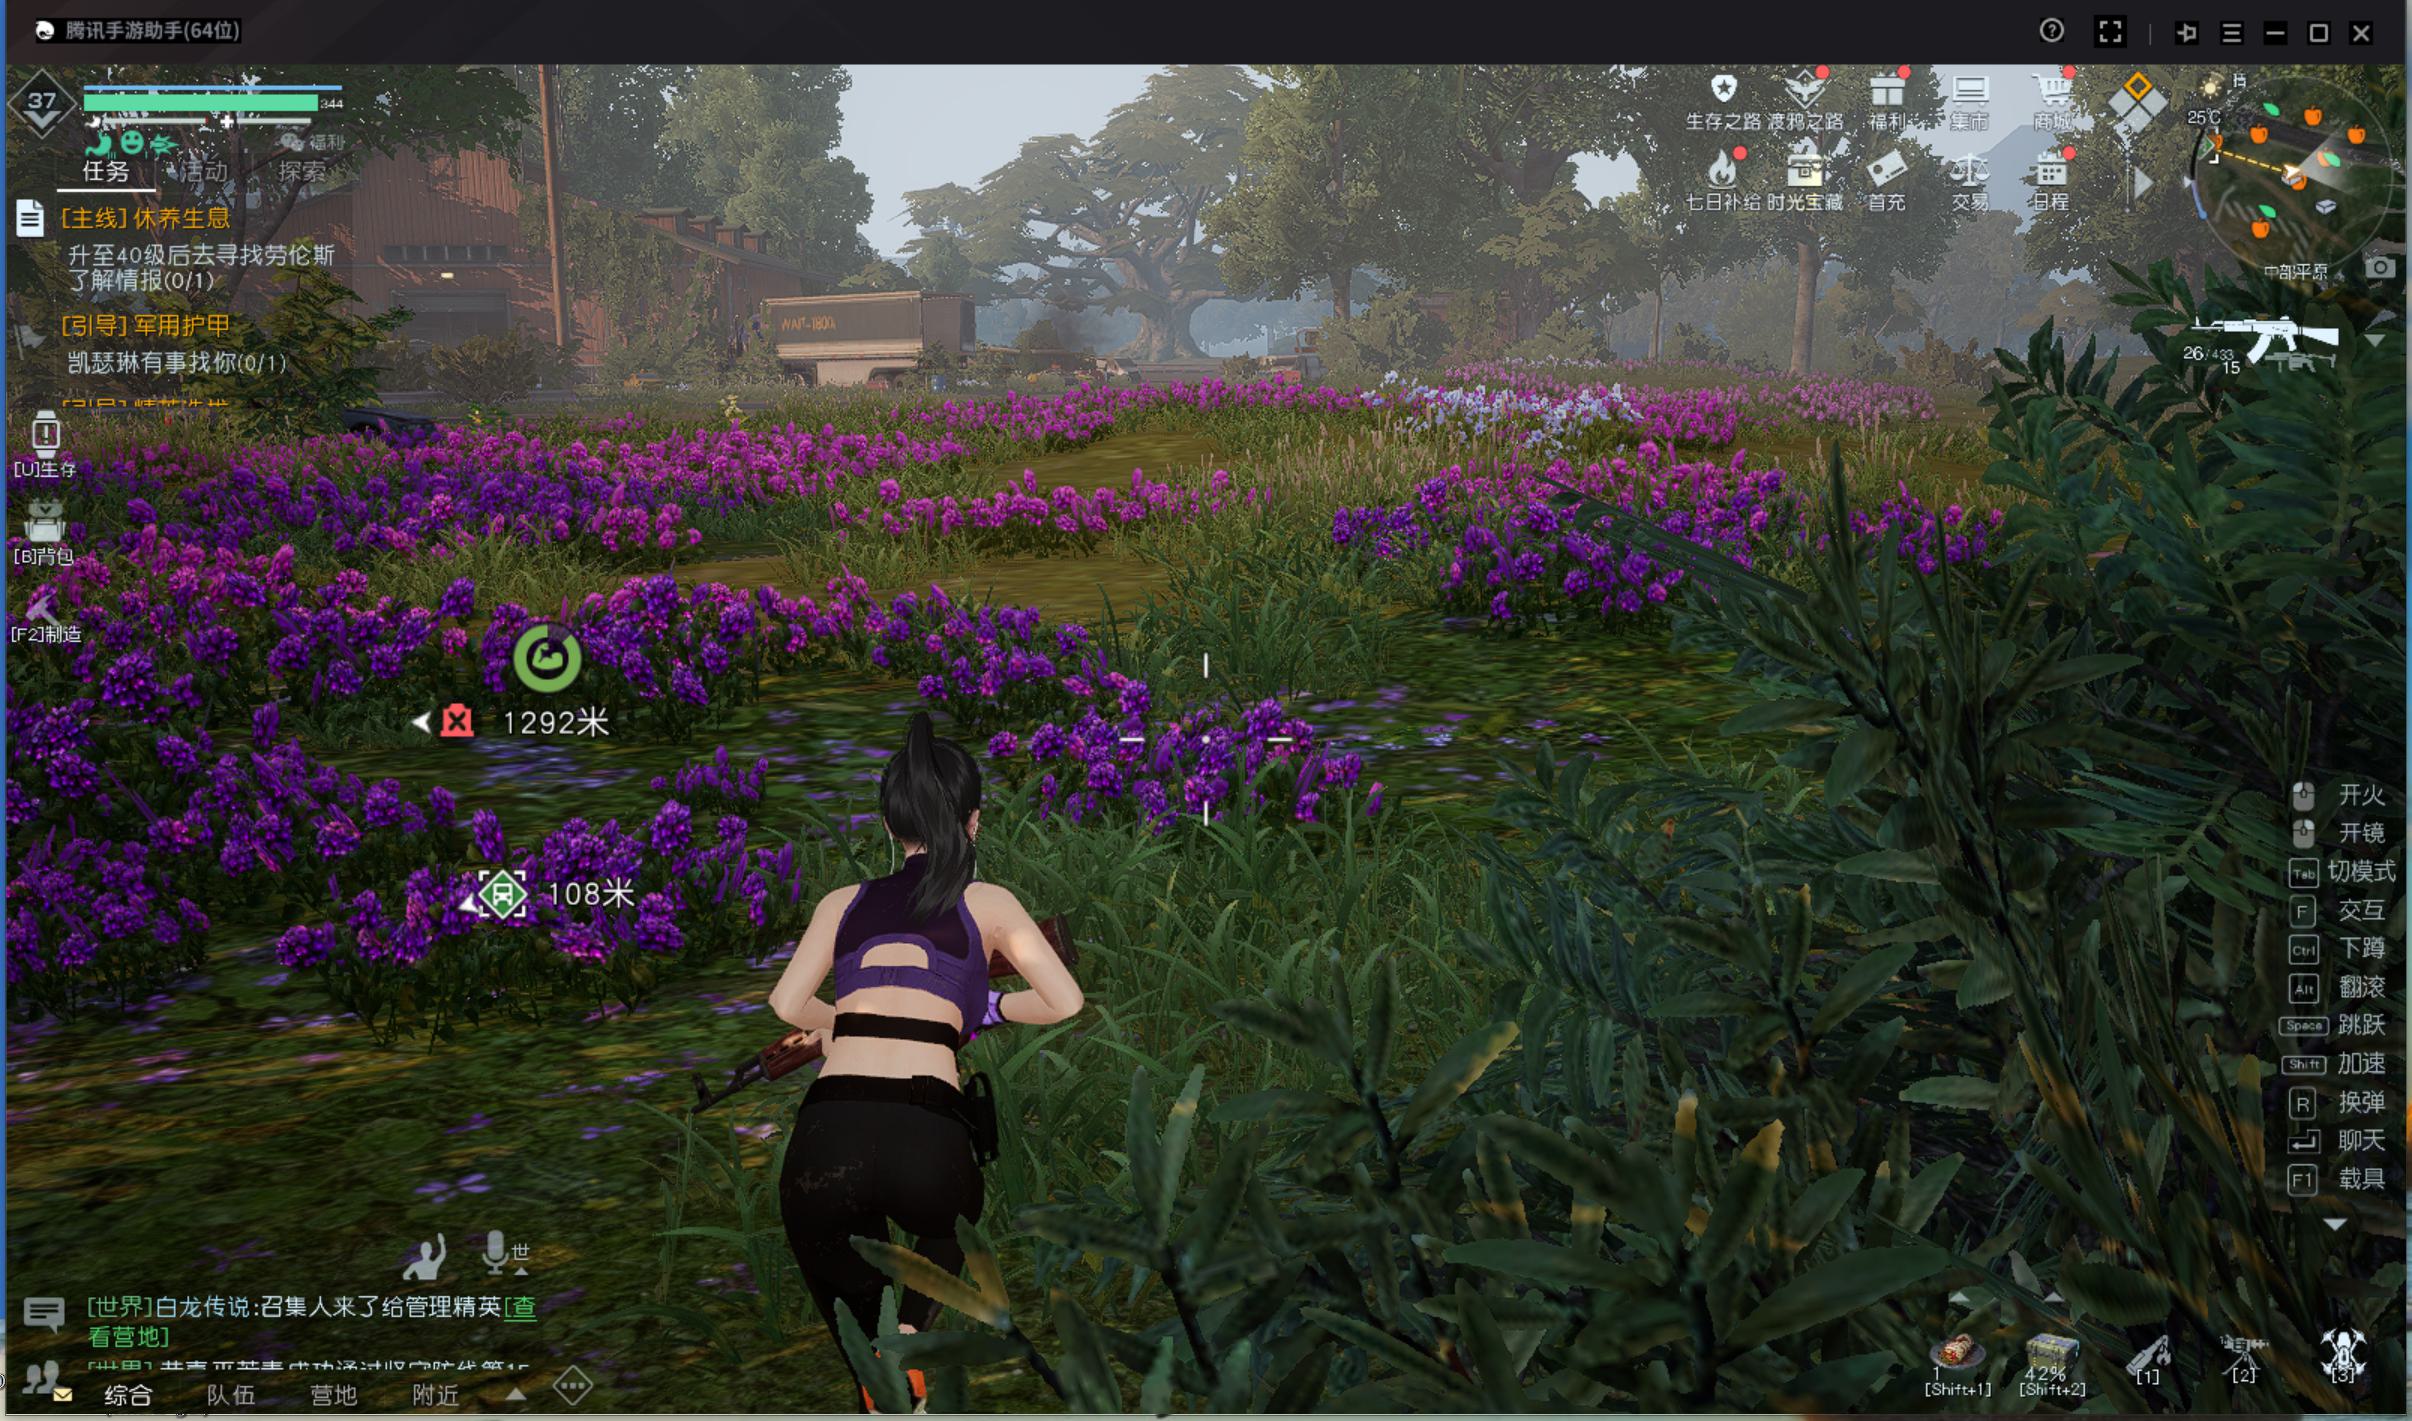 腾讯手游助手(64位)
37
344
福利
任务 活动 探索
[主线] 休养生息
升至40级后去寻找劳伦斯
了解情报(0/1)
[引导] 军用护甲
凯瑟琳有事找你(0/1)
[U]生存
[B]背包
[F2]制造
生存之路 渡鸦之路 福利 集市 商城
七日补给 时光宝藏 首充 交易 日程
25℃
中部平原
26/433
15
WAIT-1800
1292米
108米
开火
开镜
Tab 切模式
F 交互
Ctrl 下蹲
Alt 翻滚
Space 跳跃
Shift 加速
R 换弹
聊天
F1 载具
世
[世界]白龙传说:召集人来了给管理精英[查
看营地]
综合 队伍 营地 附近
1 42%
[Shift+1] [Shift+2] [1] [2] [3]